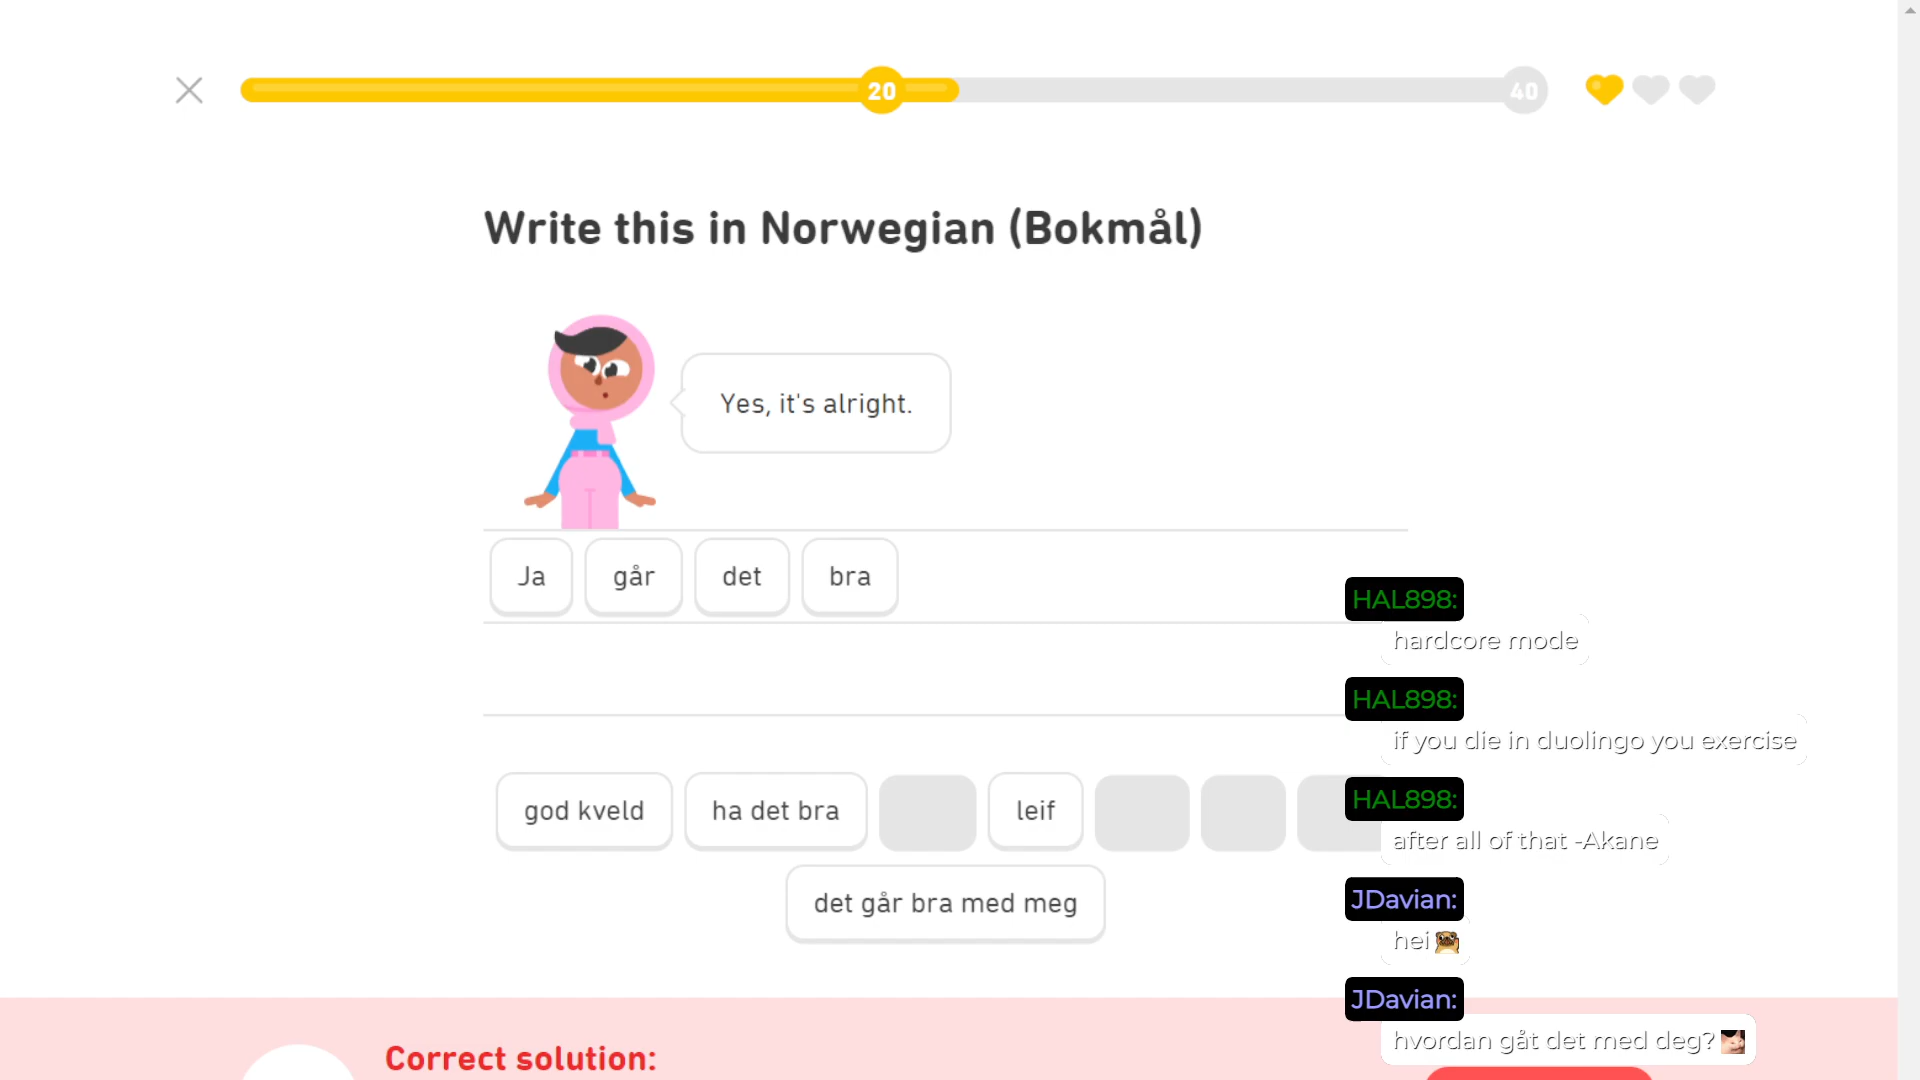 20
40
Write this in Norwegian (Bokmål)
Yes, it's alright.
Ja går det bra
HAL898:
hardcore mode
HAL898:
if you die in duolingo you exercise
god kveld ha det bra leif
HAL898:
after all of that -Akane
det går bra med meg
JDavian:
hei
JDavian:
hvordan gåt det med deg?
Correct solution: